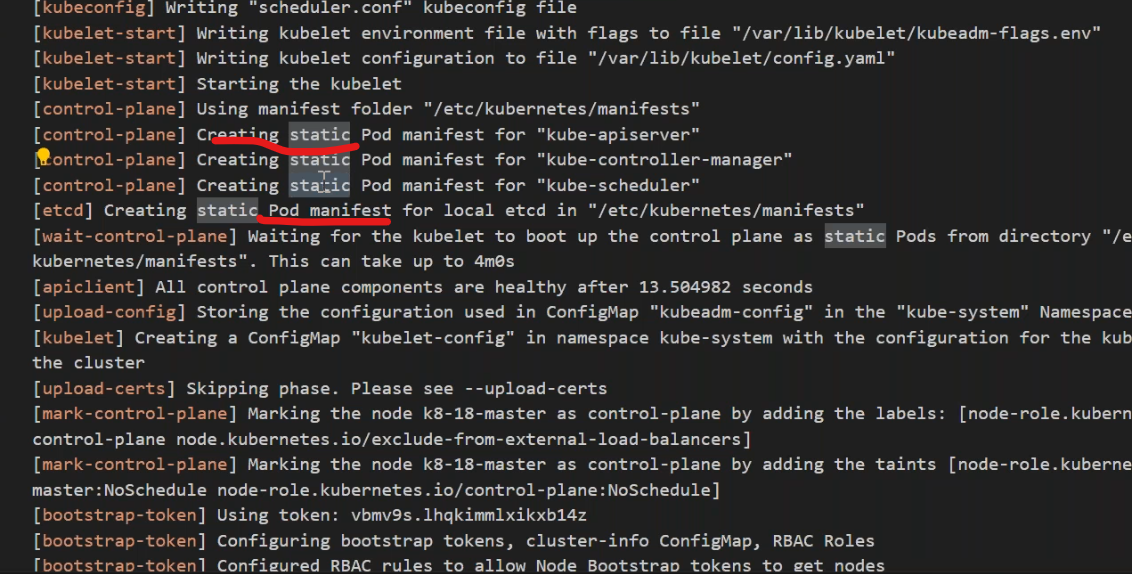 [kubeconfig] Writing "scheduler.conf" kubeconfig file
[kubelet-start] Writing kubelet environment file with flags to file "/var/lib/kubelet/kubeadm-flags.env"
[kubelet-start] Writing kubelet configuration to file "/var/lib/kubelet/config.yaml"
[kubelet-start] Starting the kubelet
[control-plane] Using manifest folder "/etc/kubernetes/manifests"
[control-plane] Creating static Pod manifest for "kube-apiserver"
[control-plane] Creating static Pod manifest for "kube-controller-manager"
[control-plane] Creating static Pod manifest for "kube-scheduler"
[etcd] Creating static Pod manifest for local etcd in "/etc/kubernetes/manifests"
[wait-control-plane] Waiting for the kubelet to boot up the control plane as static Pods from directory "/e
kubernetes/manifests". This can take up to 4m0s
[apiclient] All control plane components are healthy after 13.504982 seconds
[upload-config] Storing the configuration used in ConfigMap "kubeadm-config" in the "kube-system" Namespace
[kubelet] Creating a ConfigMap "kubelet-config" in namespace kube-system with the configuration for the kub
the cluster
[upload-certs] Skipping phase. Please see --upload-certs
[mark-control-plane] Marking the node k8-18-master as control-plane by adding the labels: [node-role.kubern
control-plane node.kubernetes.io/exclude-from-external-load-balancers]
[mark-control-plane] Marking the node k8-18-master as control-plane by adding the taints [node-role.kuberne
master:NoSchedule node-role.kubernetes.io/control-plane:NoSchedule]
[bootstrap-token] Using token: vbmv9s.lhqkimmlxikxb14z
[bootstrap-token] Configuring bootstrap tokens, cluster-info ConfigMap, RBAC Roles
[bootstrap-token] Configured RBAC rules to allow Node Bootstrap tokens to get nodes